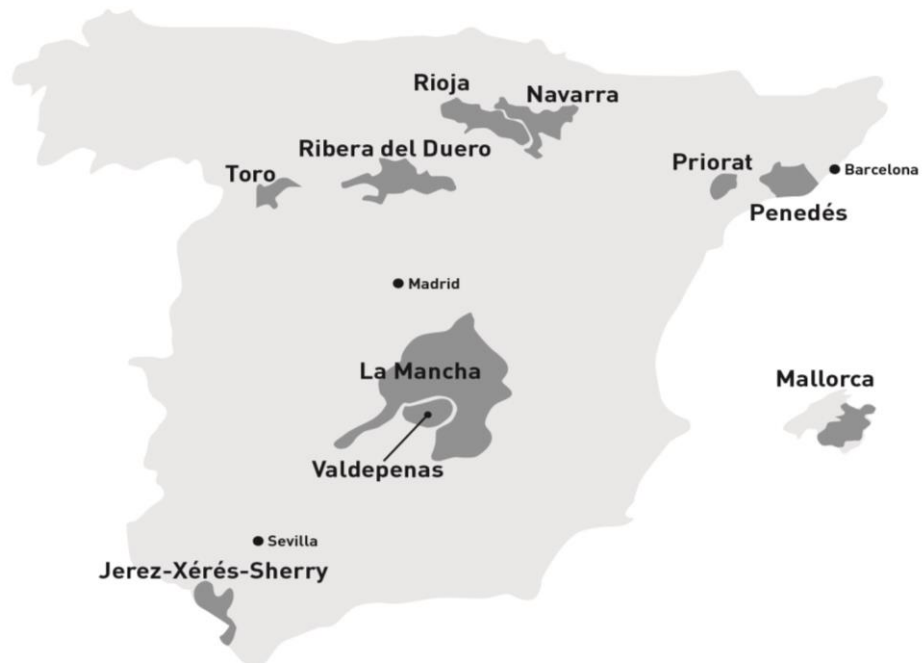 Rioja
Navarra
Ribera del Duero
Toro
Priorat
Barcelona
Penedés
Madrid
La Mancha
Mallorca
Valdepenas
Sevilla
Jerez-Xérés-Sherry